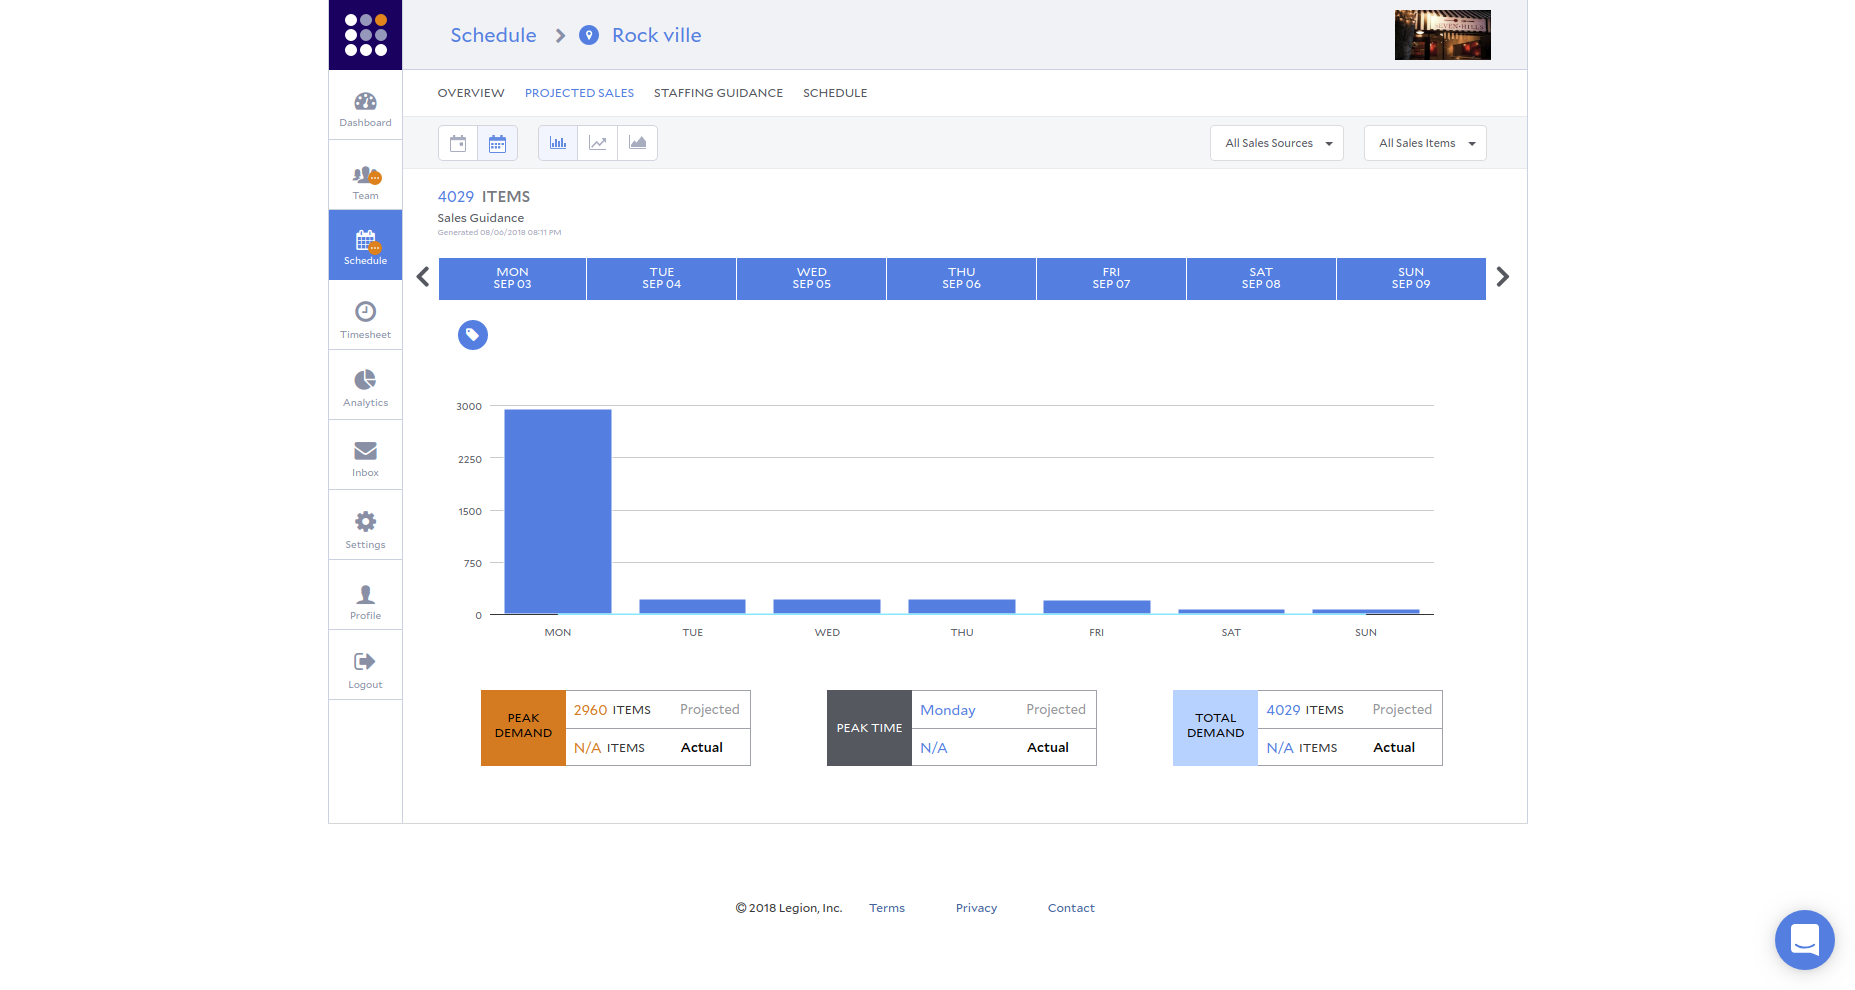 Schedule Rock ville
SEVEN HILLS
Dashboard
Team
Schedule
Timesheet
Analytics
Inbox
Settings
Profile
Logout
OVERVIEW PROJECTED SALES STAFFING GUIDANCE SCHEDULE
All Sales Sources All Sales Items
4029 ITEMS
Sales Guidance
Generated 08/06/2018 08:11 PM
MON TUE WED THU FRI SAT SUN
SEP 03 SEP 04 SEP 05 SEP 06 SEP 07 SEP 08 SEP 09
3000
2250
1500
750
0
MON TUE WED THU FRI SAT SUN
PEAK DEMAND
2960 ITEMS Projected
N/A ITEMS Actual
PEAK TIME
Monday Projected
N/A Actual
TOTAL DEMAND
4029 ITEMS Projected
N/A ITEMS Actual
© 2018 Legion, Inc. Terms Privacy Contact